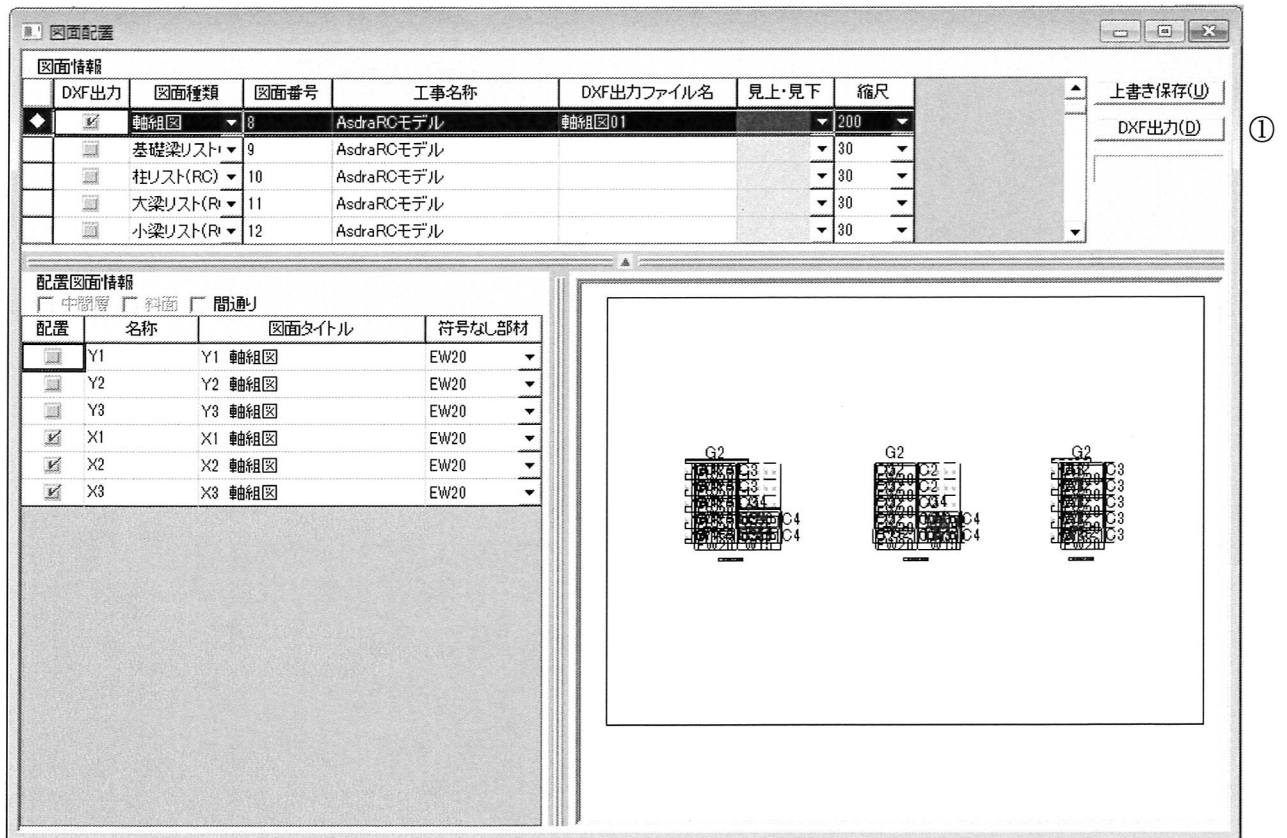 図面配置
図面情報
DXF出力 図面種類 図面番号 工事名称 DXF出力ファイル名 見上・見下 縮尺
軸組図 8 AsdraRCモデル 軸組図01 200
基礎梁リスト 9 AsdraRCモデル 30
柱リスト(RC) 10 AsdraRCモデル 30
大梁リスト(R 11 AsdraRCモデル 30
小梁リスト(R 12 AsdraRCモデル 30
上書き保存(U)
DXF出力(D)
①
配置図面情報
中間層 斜面 間通り
配置 名称 図面タイトル 符号なし部材
Y1 Y1 軸組図 EW20
Y2 Y2 軸組図 EW20
Y3 Y3 軸組図 EW20
X1 X1 軸組図 EW20
X2 X2 軸組図 EW20
X3 X3 軸組図 EW20
G2 G2 G2
C3 C2 C3
C2 C3
C3
C4 C4 C3
C4 C4 C3